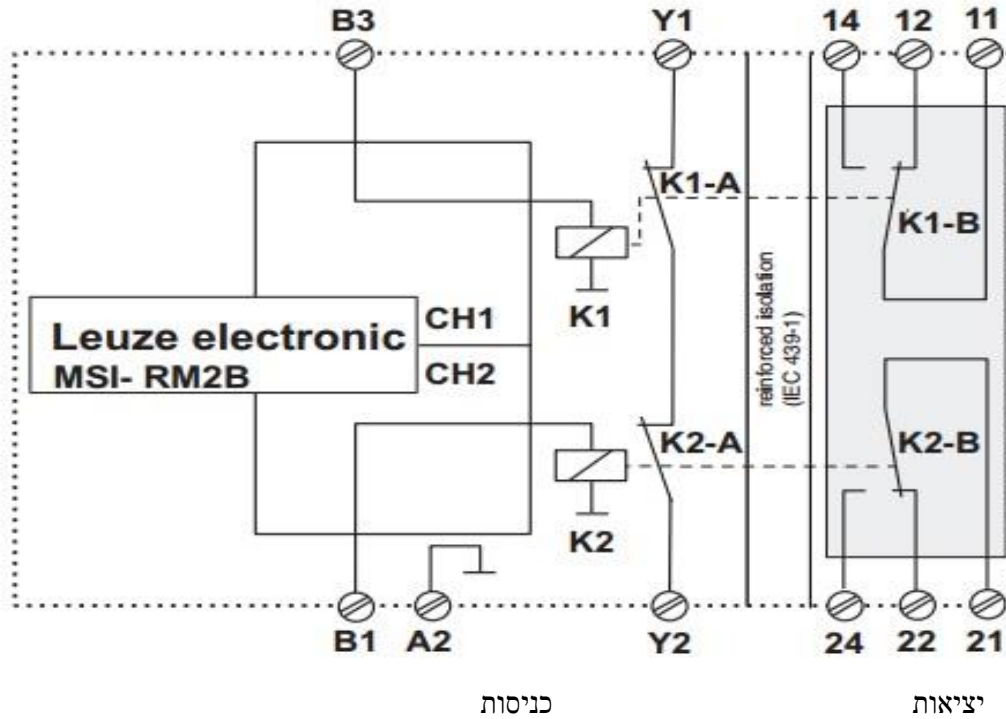 B3 Y1 14 12 11
K1-A
K1-B
K1
reinforced isolation
(IEC 439-1)
Leuze electronic
MSI- RM2B
CH1
CH2
K2-A
K2-B
K2
B1 A2 Y2 24 22 21
כניסות יציאות